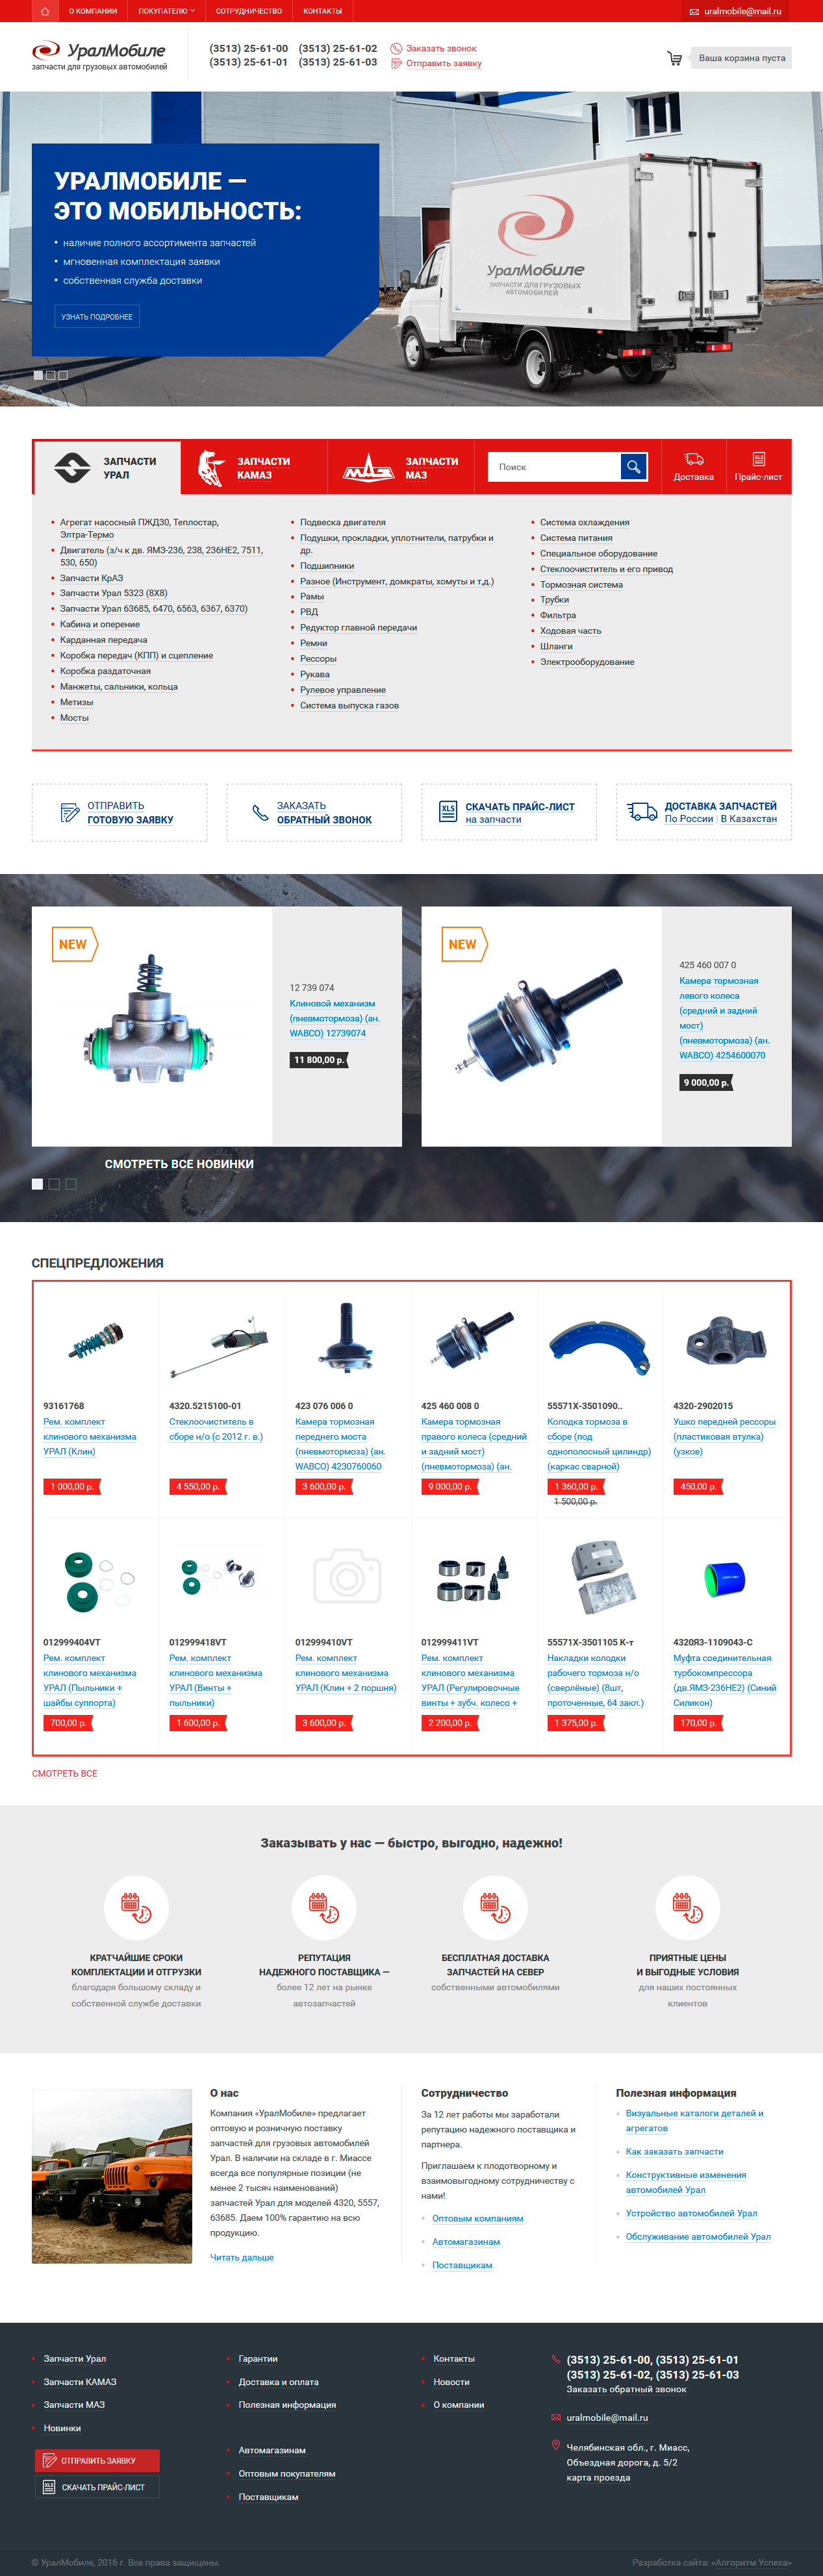 О КОМПАНИИ
ПОКУПАТЕЛЮ
СОТРУДНИЧЕСТВО
КОНТАКТЫ
uralmobile@mail.ru
УралМобиле
запчасти для грузовых автомобилей
(3513) 25-61-00 (3513) 25-61-02
(3513) 25-61-01 (3513) 25-61-03
Заказать звонок
Отправить заявку
Ваша корзина пуста
УРАЛМОБИЛЕ —
ЭТО МОБИЛЬНОСТЬ:
• наличие полного ассортимента запчастей
• мгновенная комплектация заявки
• собственная служба доставки
УЗНАТЬ ПОДРОБНЕЕ
УралМобиле
ЗАПЧАСТИ ДЛЯ ГРУЗОВЫХ
АВТОМОБИЛЕЙ
ЗАПЧАСТИ
УРАЛ
ЗАПЧАСТИ
КАМАЗ
МАЗ
ЗАПЧАСТИ
МАЗ
Поиск
Доставка
XLS
Прайс-лист
Агрегат насосный ПЖД30, Теплостар,
Элтра-Термо
Двигатель (з/ч к дв. ЯМЗ-236, 238, 236НЕ2, 7511,
530, 650)
Запчасти КрАЗ
Запчасти Урал 5323 (8Х8)
Запчасти Урал 63685, 6470, 6563, 6367, 6370)
Кабина и оперение
Карданная передача
Коробка передач (КПП) и сцепление
Коробка раздаточная
Манжеты, сальники, кольца
Метизы
Мосты
Подвеска двигателя
Подушки, прокладки, уплотнители, патрубки и
др.
Подшипники
Разное (Инструмент, домкраты, хомуты и т,д.)
Рамы
РВД
Редуктор главной передачи
Ремни
Рессоры
Рукава
Рулевое управление
Система выпуска газов
Система охлаждения
Система питания
Специальное оборудование
Стеклоочиститель и его привод
Тормозная система
Трубки
Фильтра
Ходовая часть
Шланги
Электрооборудование
ОТПРАВИТЬ
ГОТОВУЮ ЗАЯВКУ
ЗАКАЗАТЬ
ОБРАТНЫЙ ЗВОНОК
XLS
СКАЧАТЬ ПРАЙС-ЛИСТ
на запчасти
ДОСТАВКА ЗАПЧАСТЕЙ
По России | В Казахстан
NEW
12 739 074
Клиновой механизм
(пневмотормоза) (ан.
WABCO) 12739074
11 800,00 р.
NEW
425 460 007 0
Камера тормозная
левого колеса
(средний и задний
мост)
(пневмотормоза) (ан.
WABCO) 4254600070
9 000,00 р.
СМОТРЕТЬ ВСЕ НОВИНКИ
СПЕЦПРЕДЛОЖЕНИЯ
93161768
Рем. комплект
клинового механизма
УРАЛ (Клин)
1 000,00 р.
4320.5215100-01
Стеклоочиститель в
сборе н/о (с 2012 г. в.)
4 550,00 р.
423 076 006 0
Камера тормозная
переднего моста
(пневмотормоза) (ан.
WABCO) 4230760060
3 600,00 р.
425 460 008 0
Камера тормозная
правого колеса (средний
и задний мост)
(пневмотормоза) (ан.
9 000,00 р.
55571Х-3501090..
Колодка тормоза в
сборе (под
однополосный цилиндр)
(каркас сварной)
1 360,00 р.
1 500,00 р.
4320-2902015
Ушко передней рессоры
(пластиковая втулка)
(узкое)
450,00 р.
012999404VT
Рем. комплект
клинового механизма
УРАЛ (Пыльники +
шайбы суппорта)
700,00 р.
012999418VT
Рем. комплект
клинового механизма
УРАЛ (Винты +
пыльники)
1 600,00 р.
012999410VT
Рем. комплект
клинового механизма
УРАЛ (Клин + 2 поршня)
3 600,00 р.
012999411VT
Рем. комплект
клинового механизма
УРАЛ (Регулировочные
винты + зубч. колесо +
2 200,00 р.
55571Х-3501105 К-т
Накладки колодки
рабочего тормоза н/о
(сверлёные) (8шт,
проточенные, 64 закл.)
1 375,00 р.
4320ЯЗ-1109043-С
Муфта соединительная
турбокомпрессора
(дв.ЯМЗ-236НЕ2) (Синий
Силикон)
170,00 р.
СМОТРЕТЬ ВСЕ
Заказывать у нас — быстро, выгодно, надежно!
КРАТЧАЙШИЕ СРОКИ
КОМПЛЕКТАЦИИ И ОТГРУЗКИ
благодаря большому складу и
собственной службе доставки
РЕПУТАЦИЯ
НАДЕЖНОГО ПОСТАВЩИКА —
более 12 лет на рынке
автозапчастей
БЕСПЛАТНАЯ ДОСТАВКА
ЗАПЧАСТЕЙ НА СЕВЕР
собственными автомобилями
ПРИЯТНЫЕ ЦЕНЫ
И ВЫГОДНЫЕ УСЛОВИЯ
для наших постоянных
клиентов
О нас
Компания «УралМобиле» предлагает
оптовую и розничную поставку
запчастей для грузовых автомобилей
Урал. В наличии на складе в г. Миассе
всегда все популярные позиции (не
менее 2 тысяч наименований)
запчастей Урал для моделей 4320, 5557,
63685. Даем 100% гарантию на всю
продукцию.
Читать дальше
Сотрудничество
За 12 лет работы мы заработали
репутацию надежного поставщика и
партнера.
Приглашаем к плодотворному и
взаимовыгодному сотрудничеству с
нами!
Оптовым компаниям
Автомагазинам
Поставщикам
Полезная информация
Визуальные каталоги деталей и
агрегатов
Как заказать запчасти
Конструктивные изменения
автомобилей Урал
Устройство автомобилей Урал
Обслуживание автомобилей Урал
Запчасти Урал
Запчасти КАМАЗ
Запчасти МАЗ
Новинки
ОТПРАВИТЬ ЗАЯВКУ
XLS
СКАЧАТЬ ПРАЙС-ЛИСТ
Гарантии
Доставка и оплата
Полезная информация
Автомагазинам
Оптовым покупателям
Поставщикам
Контакты
Новости
О компании
(3513) 25-61-00, (3513) 25-61-01
(3513) 25-61-02, (3513) 25-61-03
Заказать обратный звонок
uralmobile@mail.ru
Челябинская обл., г. Миасс,
Объездная дорога, д. 5/2
карта проезда
© УралМобиле, 2016 г. Все права защищены.
Разработка сайта: «Алгоритм Успеха»